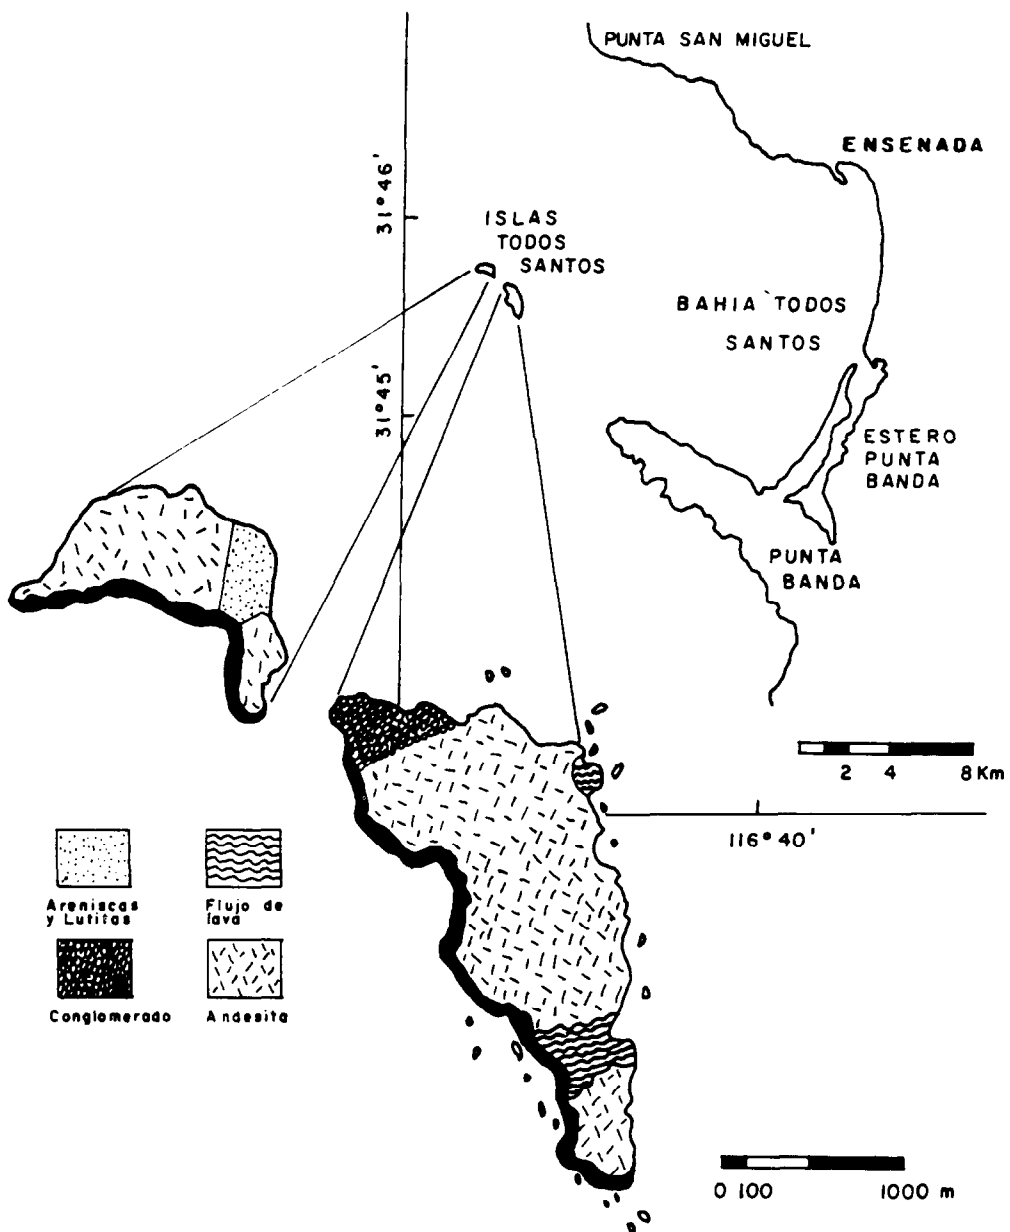 PUNTA SAN MIGUEL
ENSENADA
31°46'
ISLAS
TODOS
SANTOS
BAHIA TODOS
SANTOS
31°45'
ESTERO
PUNTA
BANDA
PUNTA
BANDA
2 4 8 Km
116°40'
Areniscas
y Lutitas
Flujo de
lava
Conglomerado
Andesita
0 100 1000 m